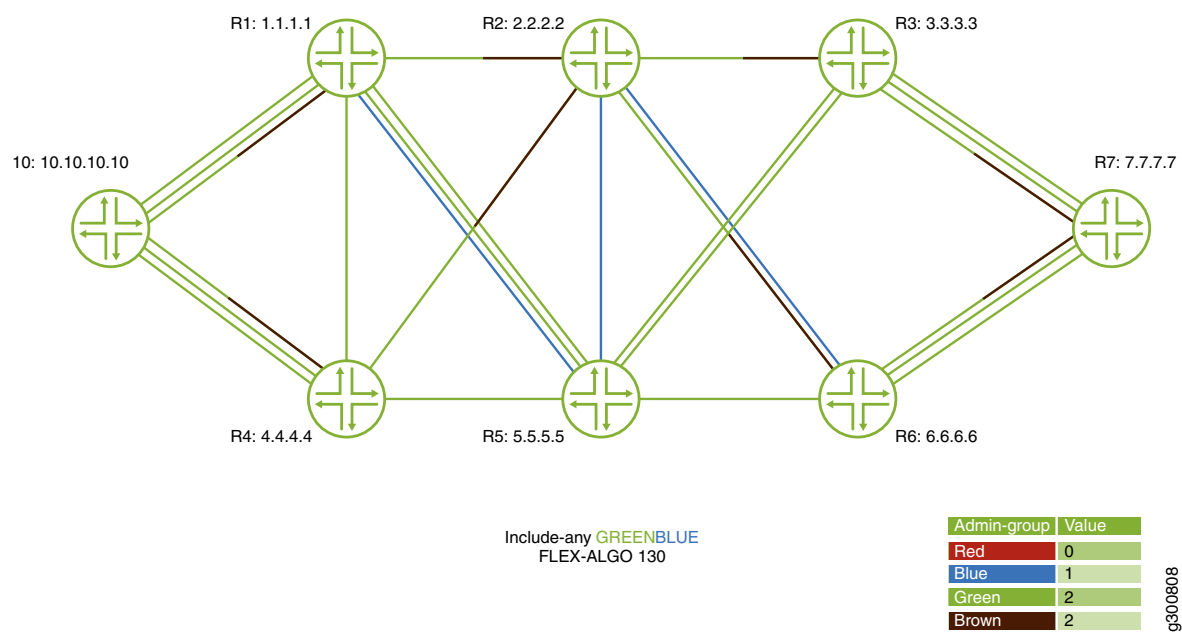 R1: 1.1.1.1
R2: 2.2.2.2
R3: 3.3.3.3
10: 10.10.10.10
R7: 7.7.7.7
R4: 4.4.4.4
R5: 5.5.5.5
R6: 6.6.6.6
Include-any GREENBLUE
FLEX-ALGO 130
Admin-group Value
Red 0
Blue 1
Green 2
Brown 2
g300808